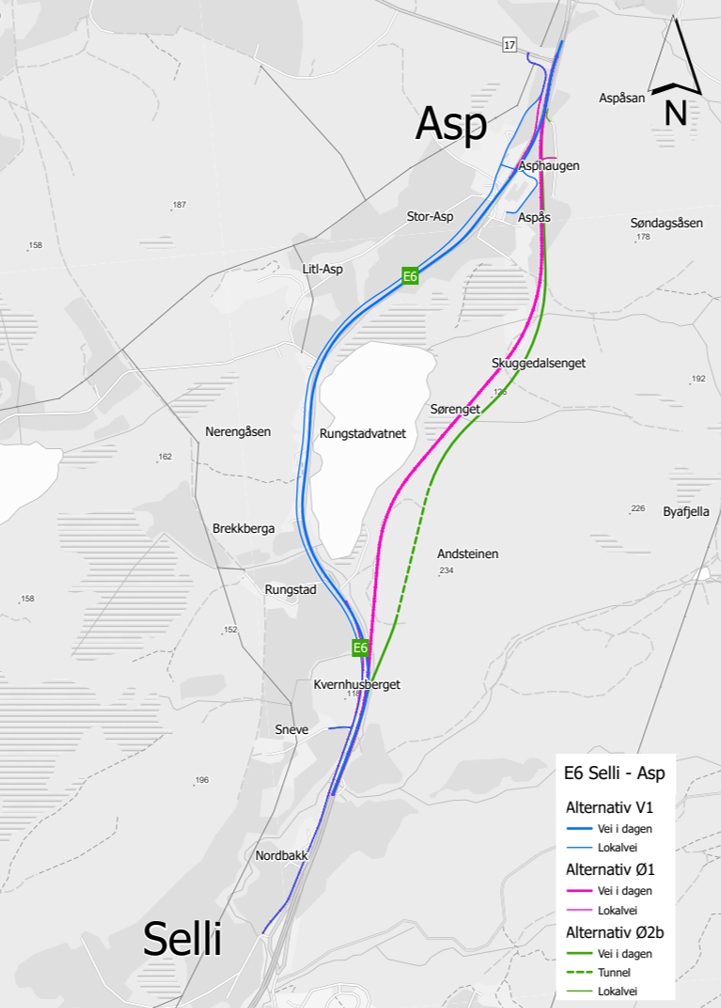 17
Aspåsan
N
Asp
Asphaugen
187
Stor-Asp
Aspås
Søndagsåsen
178
158
Litl-Asp
E6
Skuggedalsenget
192
Sørenget
Nerengåsen
Rungstadvatnet
162
226
Byafjella
Brekkberga
Andsteinen
234
Rungstad
158
152
E6
Kvernhusberget
Sneve
196
E6 Selli - Asp
Alternativ V1
Vei i dagen
Lokalvei
Nordbakk
Alternativ Ø1
Vei i dagen
Lokalvei
Selli
Alternativ Ø2b
Vei i dagen
Tunnel
Lokalvei